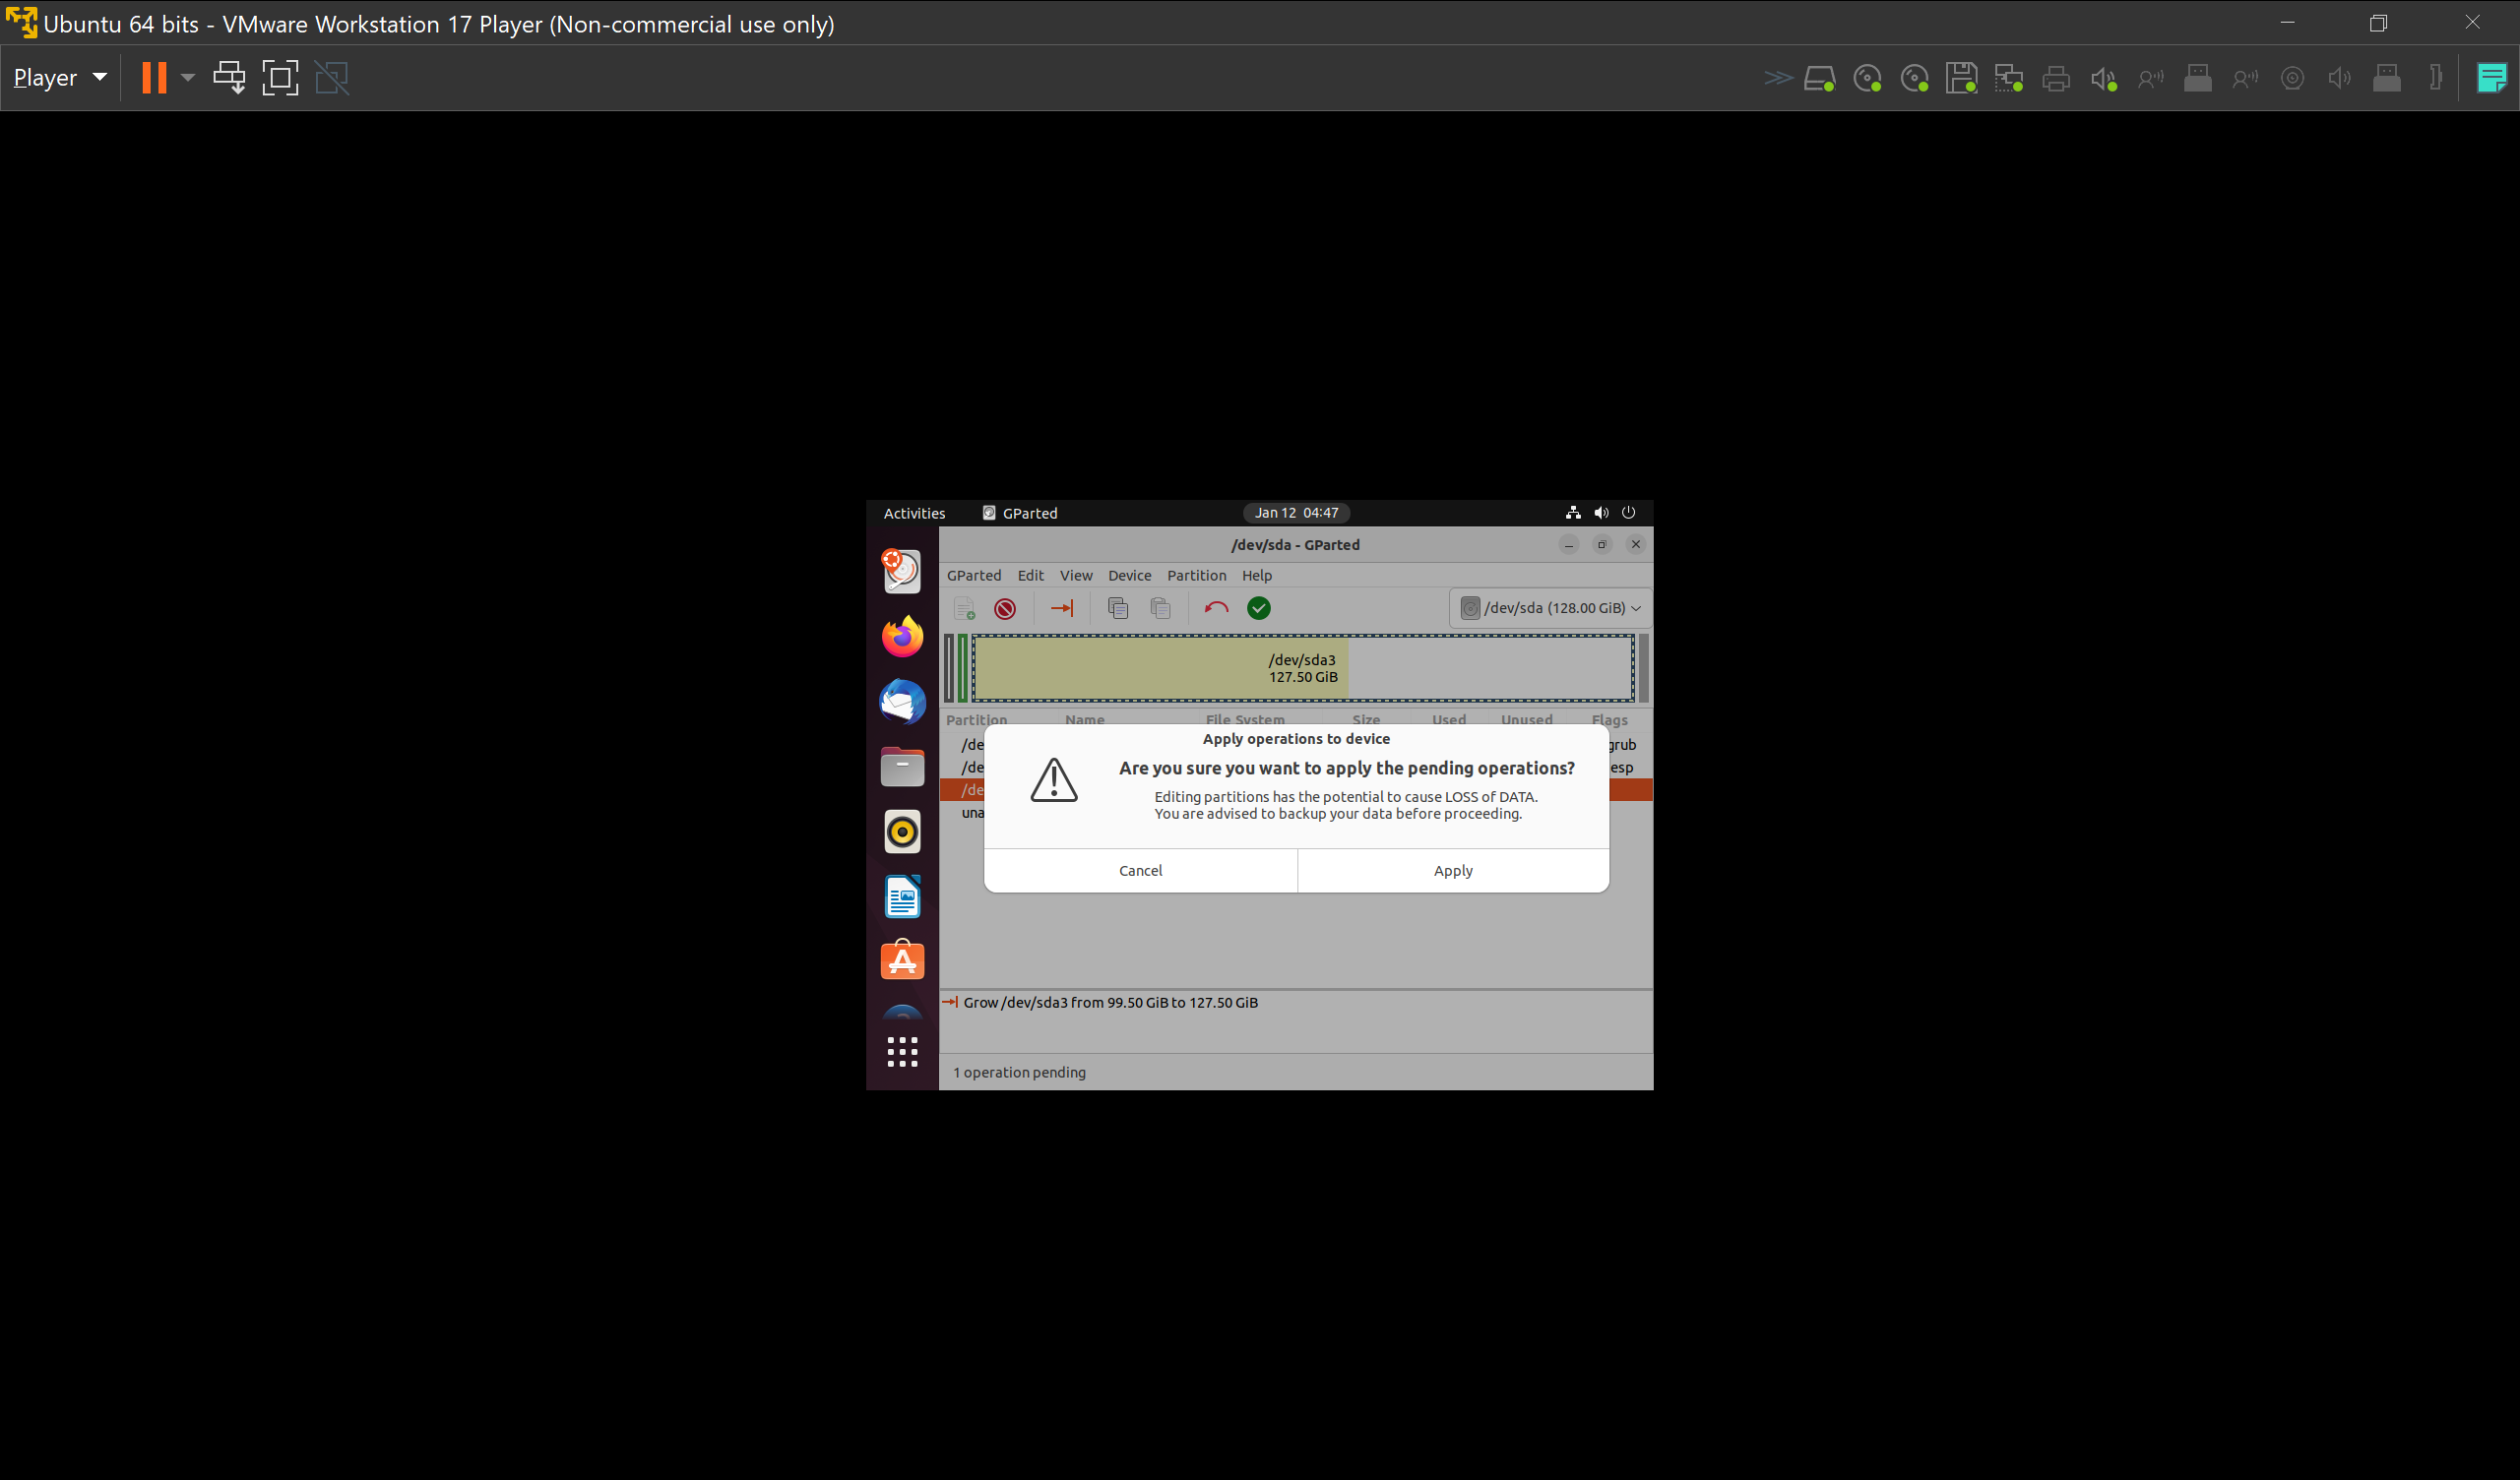 Ubuntu 64 bits - VMware Workstation 17 Player (Non-commercial use only)
Player
Activities GParted Jan 12 04:47
/dev/sda - GParted
GParted Edit View Device Partition Help
/dev/sda (128.00 GiB)
/dev/sda3
127.50 GiB
Partition Name File System Size Used Unused Flags
Apply operations to device
/de grub
Are you sure you want to apply the pending operations?
/de esp
/de
Editing partitions has the potential to cause LOSS of DATA.
una
You are advised to backup your data before proceeding.
Cancel Apply
Grow /dev/sda3 from 99.50 GiB to 127.50 GiB
1 operation pending